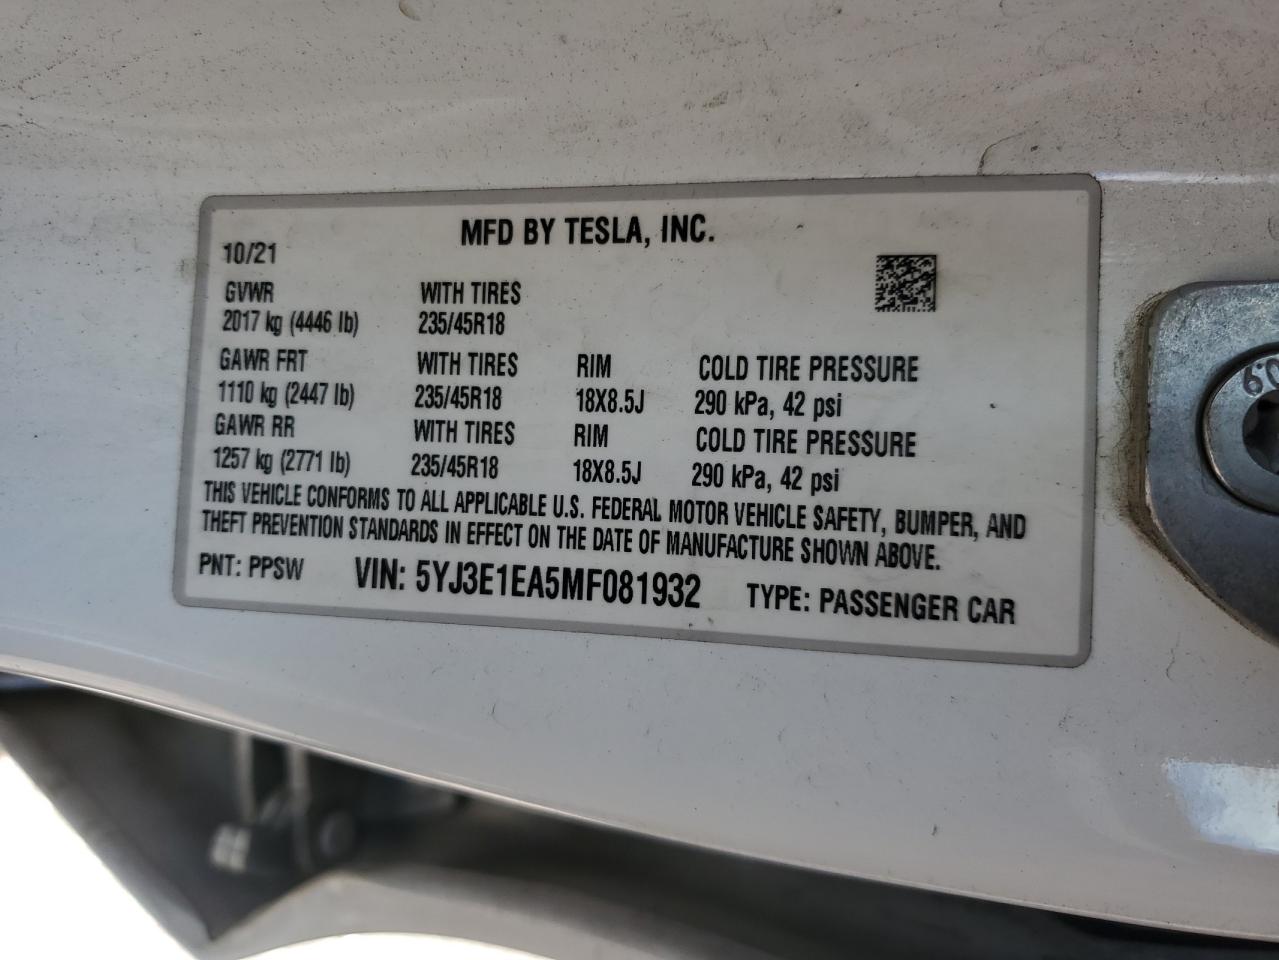 MFD BY TESLA, INC.
10/21
GVWR WITH TIRES
2017 kg (4446 lb) 235/45R18
GAWR FRT WITH TIRES RIM COLD TIRE PRESSURE
1110 kg (2447 lb) 235/45R18 18X8.5J 290 kPa, 42 psi
GAWR RR WITH TIRES RIM COLD TIRE PRESSURE
1257 kg (2771 lb) 235/45R18 18X8.5J 290 kPa, 42 psi
THIS VEHICLE CONFORMS TO ALL APPLICABLE U.S. FEDERAL MOTOR VEHICLE SAFETY, BUMPER, AND
THEFT PREVENTION STANDARDS IN EFFECT ON THE DATE OF MANUFACTURE SHOWN ABOVE.
PNT: PPSW VIN: 5YJ3E1EA5MF081932 TYPE: PASSENGER CAR